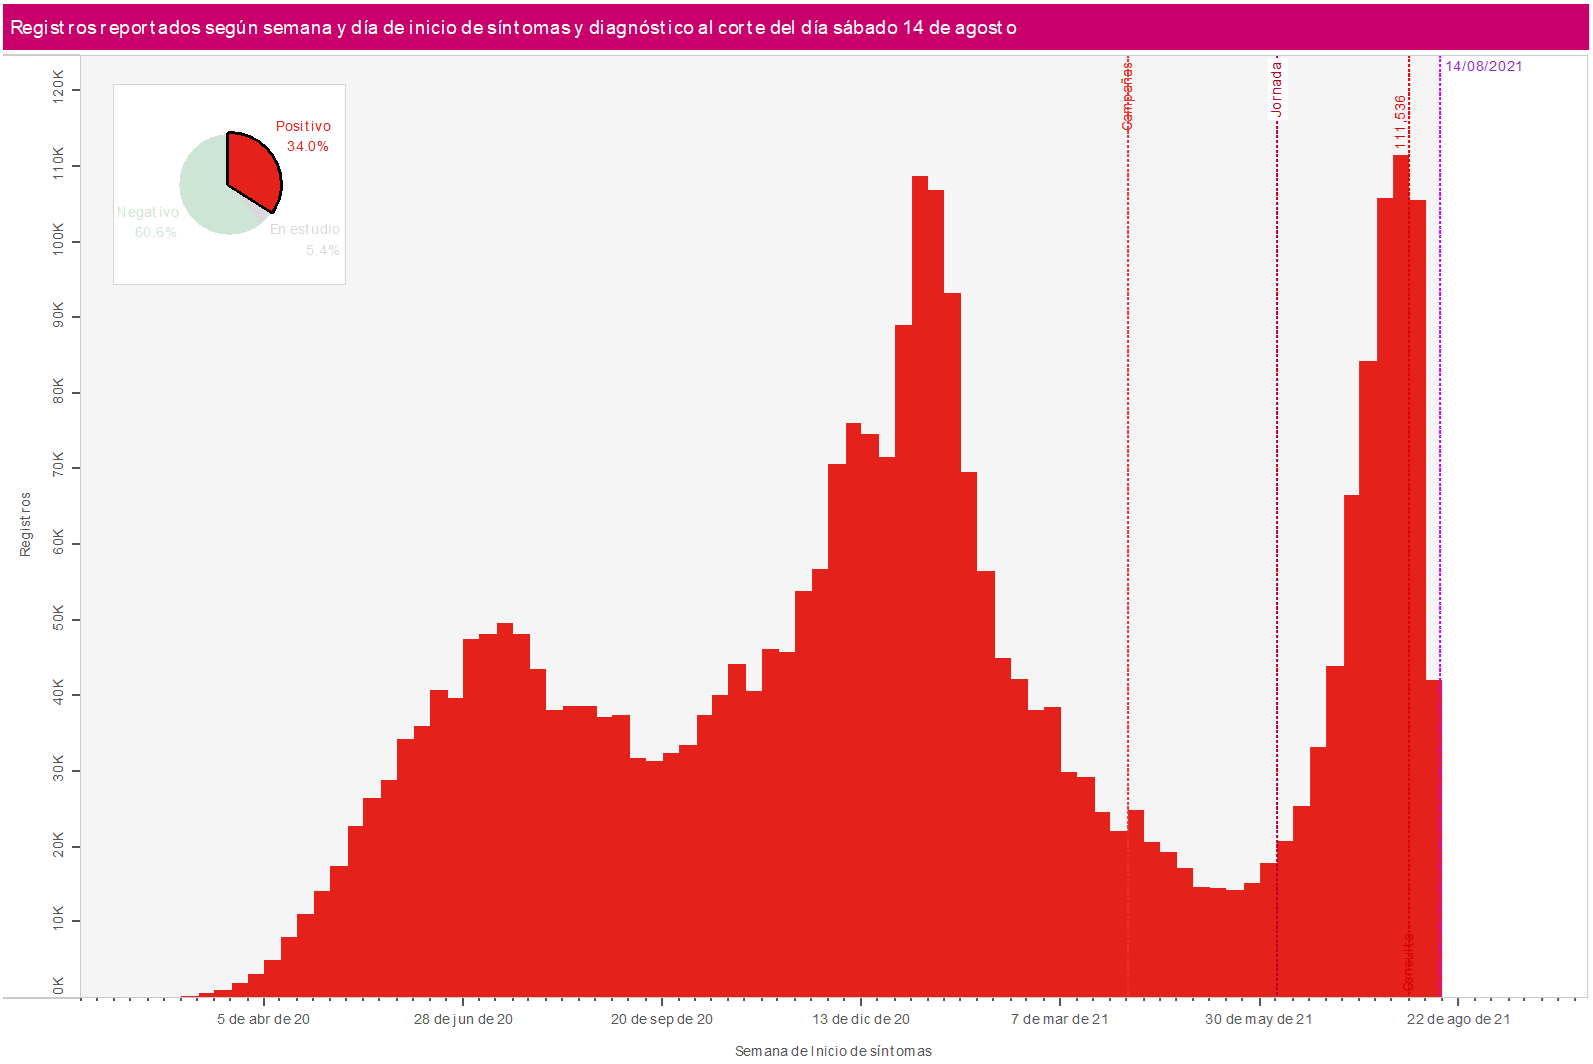 Registros reportados según semana y día de inicio de síntomas y diagnóstico al corte del día sábado 14 de agosto
14/08/2021
Campañas
Jornada
111,536
Consulta
Positivo
34.0%
Negativo
60.6%
En estudio
5.4%
120K
110K
100K
90K
80K
70K
60K
50K
40K
30K
20K
10K
0K
Registros
5 de abr de 20
28 de jun de 20
20 de sep de 20
13 de dic de 20
7 de mar de 21
30 de may de 21
22 de ago de 21
Semana de Inicio de síntomas